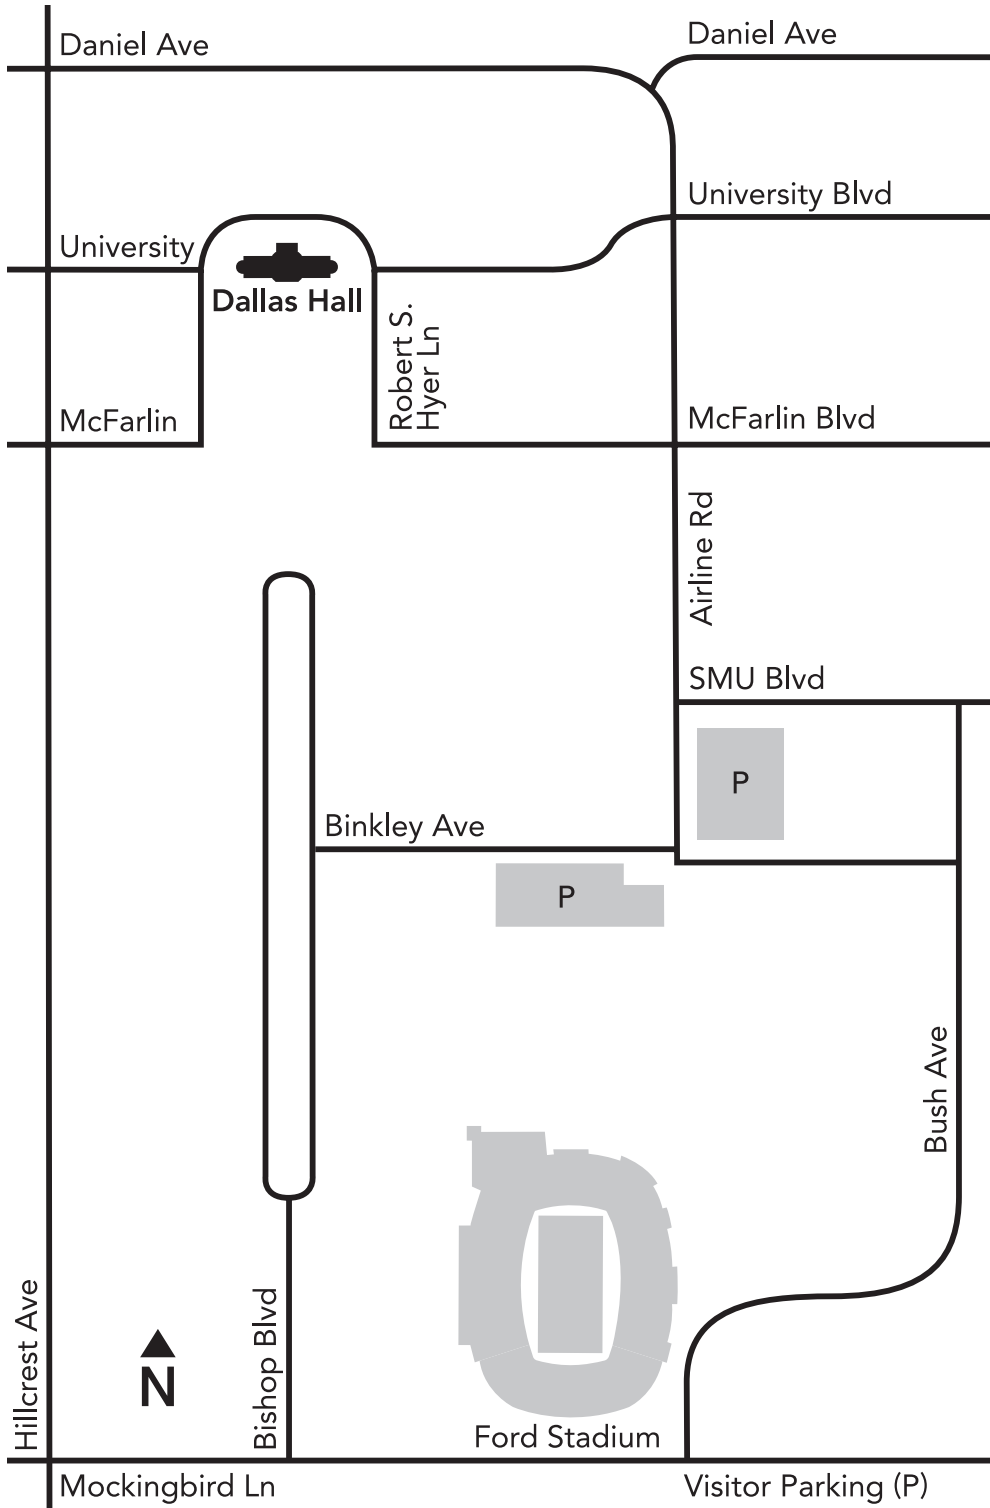 Daniel Ave
Daniel Ave
University Blvd
University
Dallas Hall
Robert S.
Hyer Ln
McFarlin
McFarlin Blvd
Airline Rd
SMU Blvd
P
Binkley Ave
P
Bush Ave
Hillcrest Ave
N
Bishop Blvd
Ford Stadium
Mockingbird Ln
Visitor Parking (P)